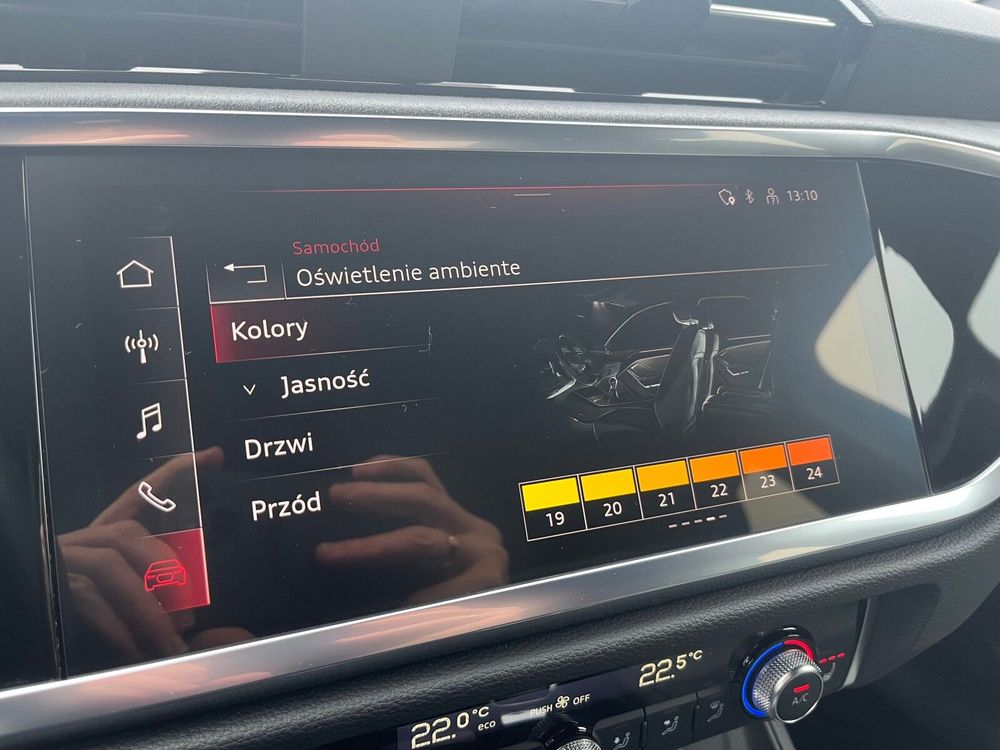 13:10
Samochód
Oświetlenie ambiente
Kolory
Jasność
Drzwi
Przód
19 20 21 22 23 24
22.5°C
A/C
PUSH OFF
22.0°C
eco